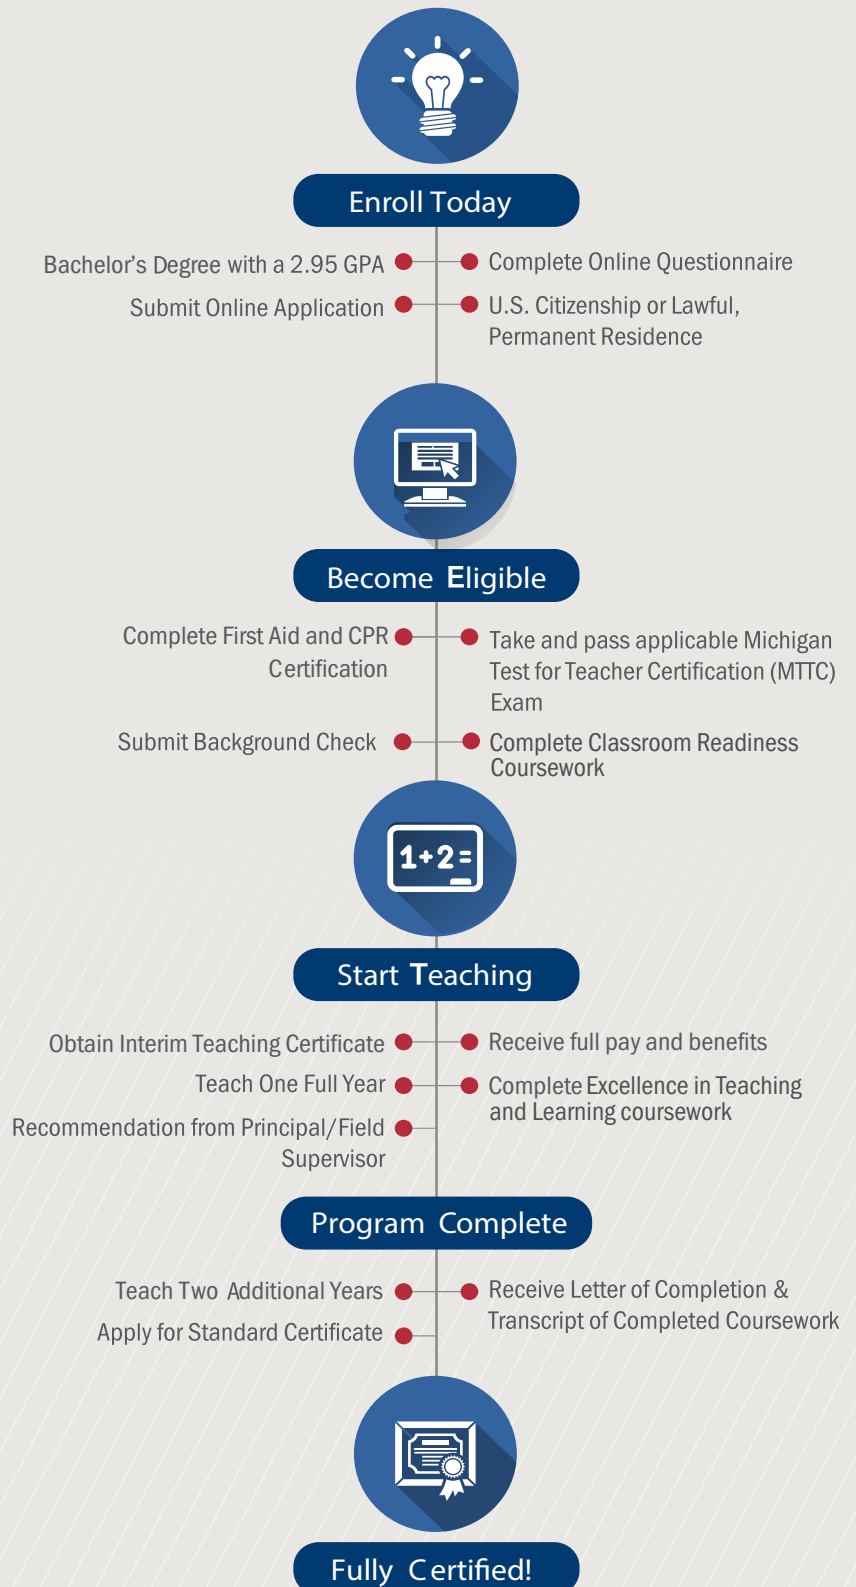 Enroll Today
Bachelor's Degree with a 2.95 GPA
Submit Online Application
Complete Online Questionnaire
U.S. Citizenship or Lawful,
Permanent Residence
Become Eligible
Complete First Aid and CPR
Certification
Submit Background Check
Take and pass applicable Michigan
Test for Teacher Certification (MTTC)
Exam
Complete Classroom Readiness
Coursework
1+2=
Start Teaching
Obtain Interim Teaching Certificate
Teach One Full Year
Recommendation from Principal/Field
Supervisor
Receive full pay and benefits
Complete Excellence in Teaching
and Learning coursework
Program Complete
Teach Two Additional Years
Apply for Standard Certificate
Receive Letter of Completion &
Transcript of Completed Coursework
Fully Certified!